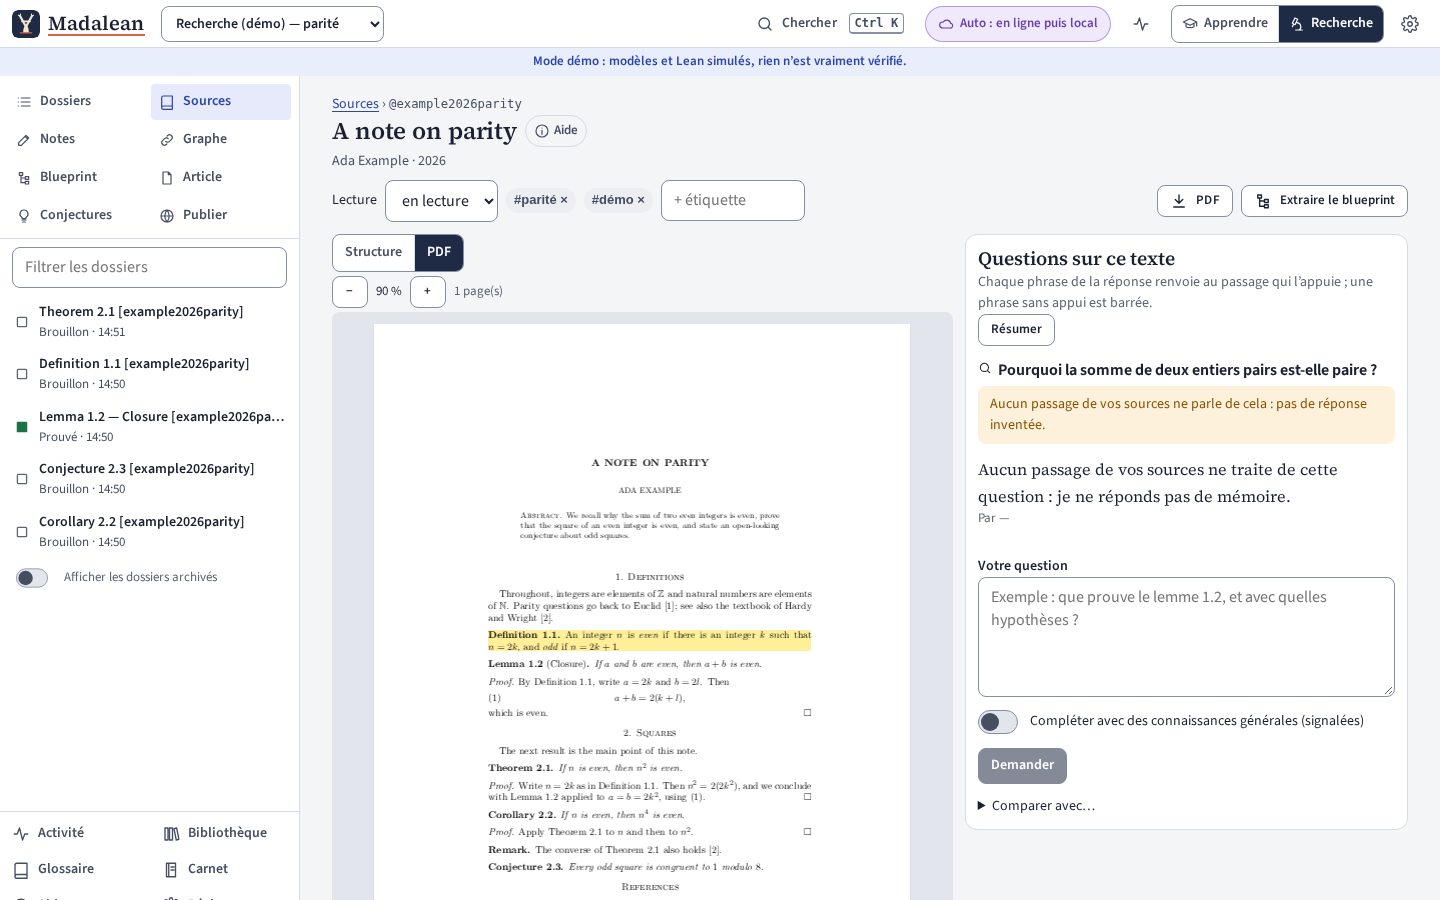 Madalean
Recherche (démo) — parité
Chercher Ctrl K
Auto : en ligne puis local
Apprendre
Recherche
Mode démo : modèles et Lean simulés, rien n’est vraiment vérifié.
Dossiers
Sources
Notes
Graphe
Blueprint
Article
Conjectures
Publier
Filtrer les dossiers
Theorem 2.1 [example2026parity]
Brouillon · 14:51
Definition 1.1 [example2026parity]
Brouillon · 14:50
Lemma 1.2 — Closure [example2026pa…
Prouvé · 14:50
Conjecture 2.3 [example2026parity]
Brouillon · 14:50
Corollary 2.2 [example2026parity]
Brouillon · 14:50
Afficher les dossiers archivés
Activité
Bibliothèque
Glossaire
Carnet
Sources › @example2026parity
A note on parity
Aide
Ada Example · 2026
Lecture en lecture #parité × #démo × + étiquette
PDF
Extraire le blueprint
Structure PDF
− 90 % + 1 page(s)
A NOTE ON PARITY
ADA EXAMPLE
Abstract. We recall why the sum of two even integers is even, prove
that the square of an even integer is even, and state an open-looking
conjecture about odd squares.
1. Definitions
Throughout, integers are elements of ℤ and natural numbers are elements
of ℕ. Parity questions go back to Euclid [1]; see also the textbook of Hardy
and Wright [2].
Definition 1.1. An integer n is even if there is an integer k such that
n = 2k, and odd if n = 2k + 1.
Lemma 1.2 (Closure). If a and b are even, then a + b is even.
Proof. By Definition 1.1, write a = 2k and b = 2l. Then
(1) a + b = 2(k + l),
which is even. □
2. Squares
The next result is the main point of this note.
Theorem 2.1. If n is even, then n² is even.
Proof. Write n = 2k as in Definition 1.1. Then n² = 2(2k²), and we conclude
with Lemma 1.2 applied to a = b = 2k², using (1). □
Corollary 2.2. If n is even, then n⁴ is even.
Proof. Apply Theorem 2.1 to n and then to n². □
Remark. The converse of Theorem 2.1 also holds [2].
Conjecture 2.3. Every odd square is congruent to 1 modulo 8.
References
Questions sur ce texte
Chaque phrase de la réponse renvoie au passage qui l’appuie ; une
phrase sans appui est barrée.
Résumer
Pourquoi la somme de deux entiers pairs est-elle paire ?
Aucun passage de vos sources ne parle de cela : pas de réponse
inventée.
Aucun passage de vos sources ne traite de cette
question : je ne réponds pas de mémoire.
Par —
Votre question
Exemple : que prouve le lemme 1.2, et avec quelles
hypothèses ?
Compléter avec des connaissances générales (signalées)
Demander
Comparer avec…